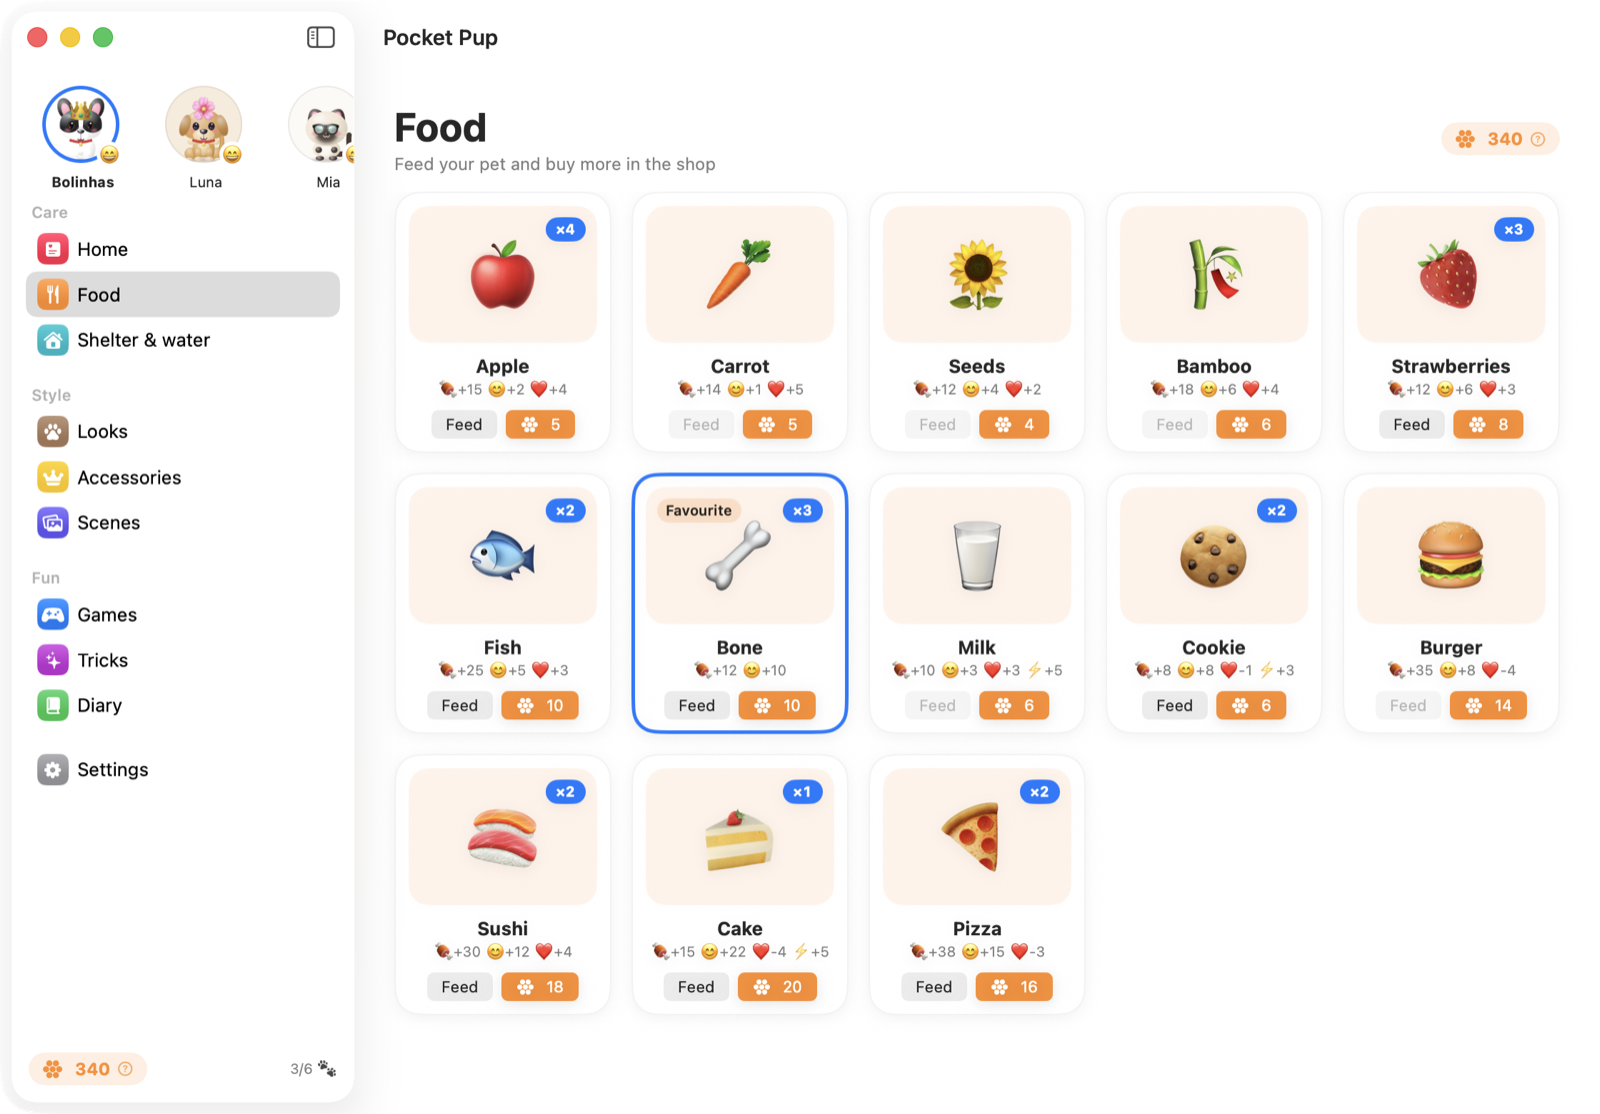 Pocket Pup
Bolinhas
Luna
Mia
Care
Home
Food
Shelter & water
Style
Looks
Accessories
Scenes
Fun
Games
Tricks
Diary
Settings
340
3/6
Food
Feed your pet and buy more in the shop
340
×4
Apple
+15 +2 +4
Feed 5
Carrot
+14 +1 +5
Feed 5
Seeds
+12 +4 +2
Feed 4
Bamboo
+18 +6 +4
Feed 6
×3
Strawberries
+12 +6 +3
Feed 8
×2
Fish
+25 +5 +3
Feed 10
Favourite ×3
Bone
+12 +10
Feed 10
Milk
+10 +3 +3 +5
Feed 6
×2
Cookie
+8 +8 -1 +3
Feed 6
Burger
+35 +8 -4
Feed 14
×2
Sushi
+30 +12 +4
Feed 18
×1
Cake
+15 +22 -4 +5
Feed 20
×2
Pizza
+38 +15 -3
Feed 16